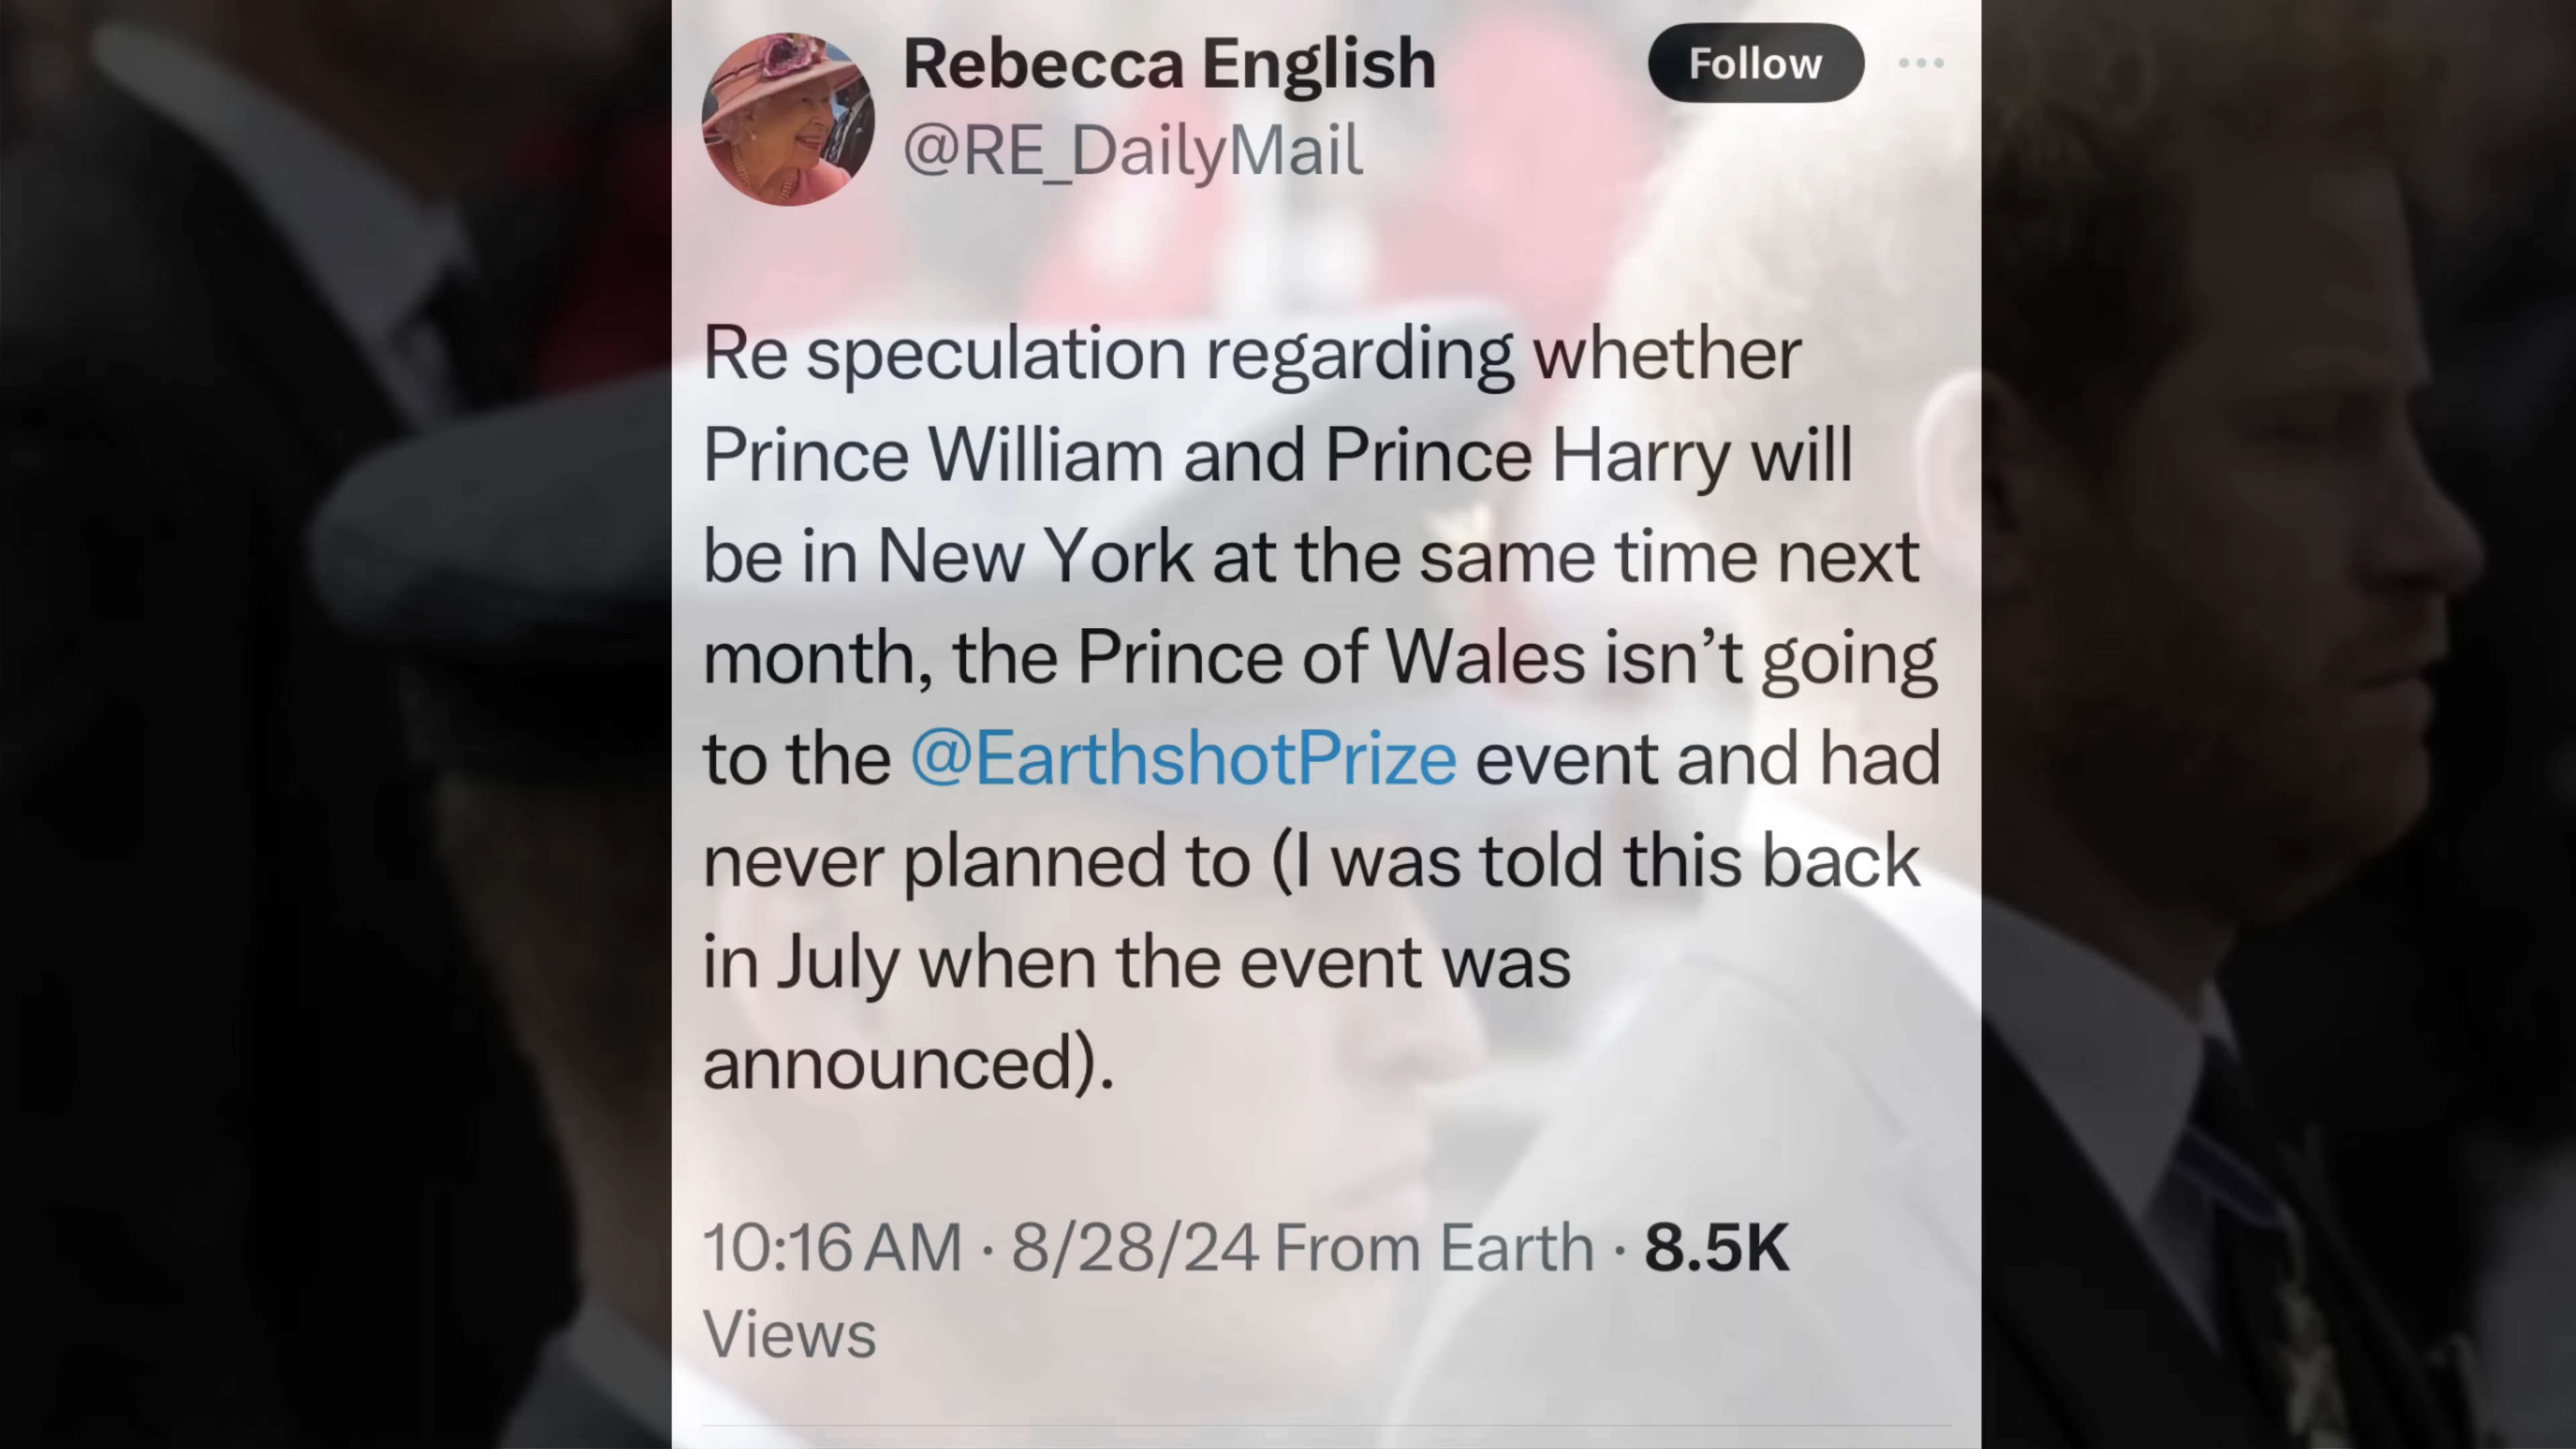 Rebecca English
Follow
@RE_DailyMail
Re speculation regarding whether
Prince William and Prince Harry will
be in New York at the same time next
month, the Prince of Wales isn’t going
to the @EarthshotPrize event and had
never planned to (I was told this back
in July when the event was
announced).
10:16 AM · 8/28/24 From Earth · 8.5K
Views